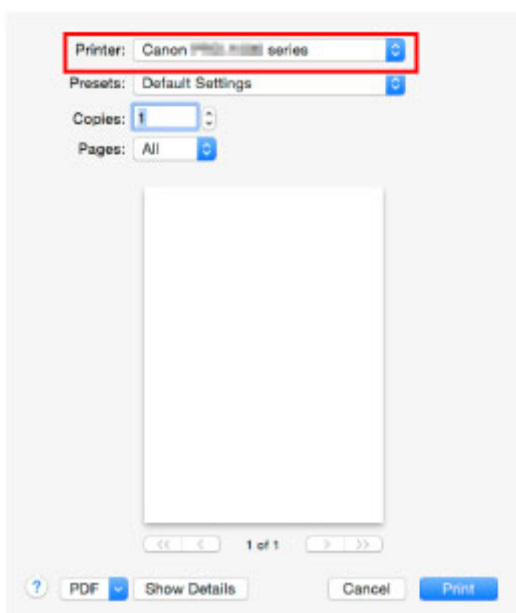 Printer: Canon series
Presets: Default Settings
Copies: 1
Pages: All
<< < 1 of 1 > >>
? PDF Show Details Cancel Print